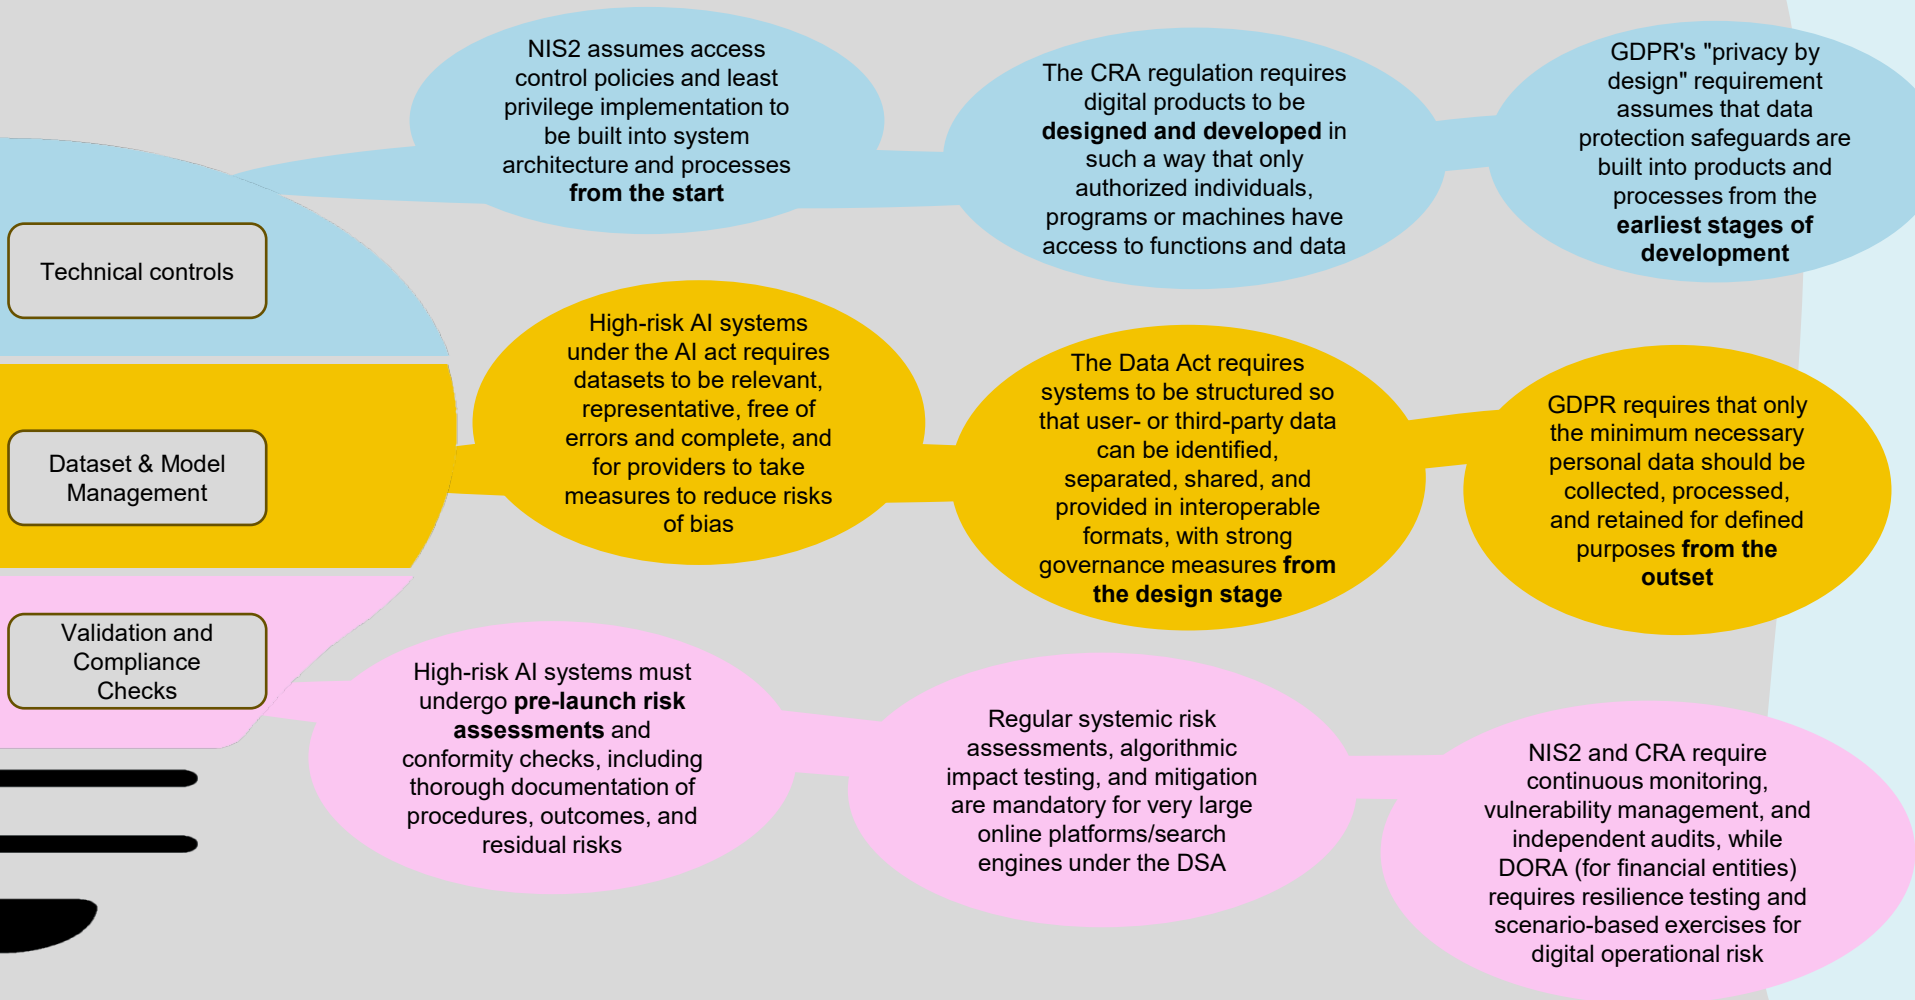 Technical controls
NIS2 assumes access
control policies and least
privilege implementation to
be built into system
architecture and processes
from the start
The CRA regulation requires
digital products to be
designed and developed in
such a way that only
authorized individuals,
programs or machines have
access to functions and data
GDPR's "privacy by
design" requirement
assumes that data
protection safeguards are
built into products and
processes from the
earliest stages of
development
Dataset & Model
Management
High-risk AI systems
under the AI act requires
datasets to be relevant,
representative, free of
errors and complete, and
for providers to take
measures to reduce risks
of bias
The Data Act requires
systems to be structured so
that user- or third-party data
can be identified,
separated, shared, and
provided in interoperable
formats, with strong
governance measures from
the design stage
GDPR requires that only
the minimum necessary
personal data should be
collected, processed,
and retained for defined
purposes from the
outset
Validation and
Compliance
Checks
High-risk AI systems must
undergo pre-launch risk
assessments and
conformity checks, including
thorough documentation of
procedures, outcomes, and
residual risks
Regular systemic risk
assessments, algorithmic
impact testing, and mitigation
are mandatory for very large
online platforms/search
engines under the DSA
NIS2 and CRA require
continuous monitoring,
vulnerability management, and
independent audits, while
DORA (for financial entities)
requires resilience testing and
scenario-based exercises for
digital operational risk